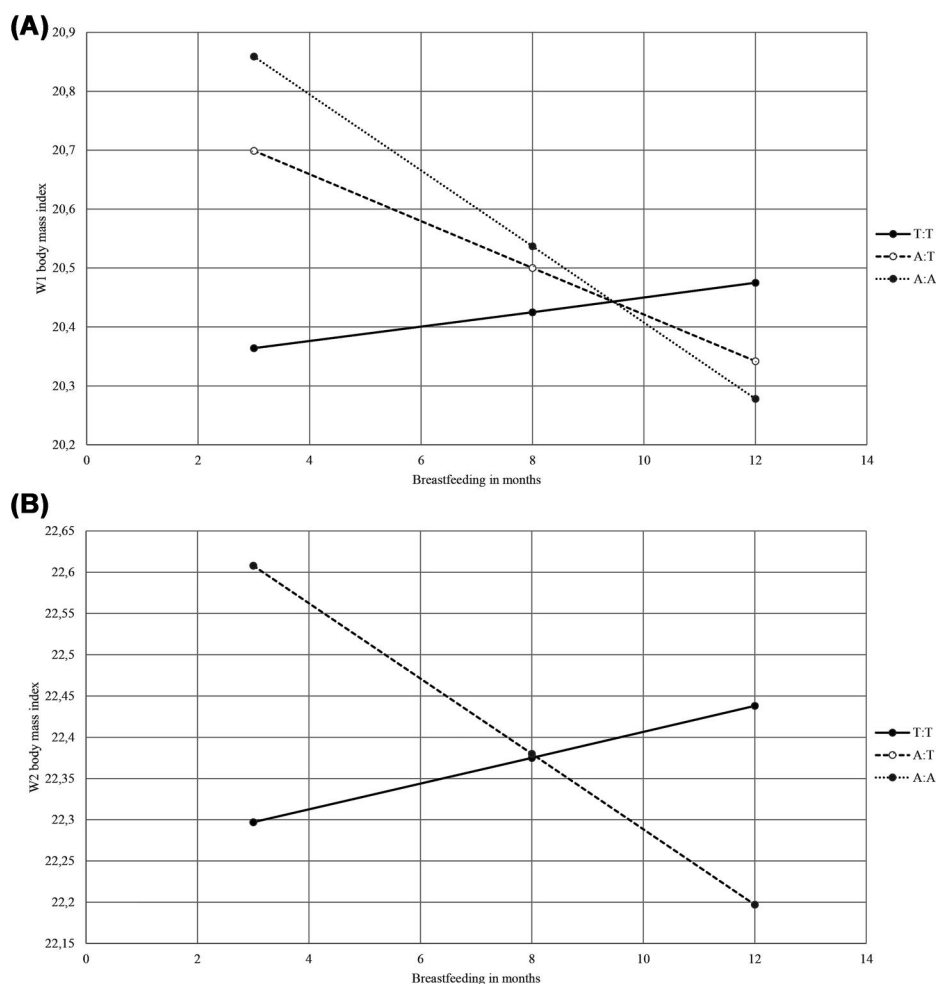 (A)
20,9
20,8
20,7
20,6
20,5
20,4
20,3
20,2
W1 body mass index
0 2 4 6 8 10 12 14
Breastfeeding in months
T:T
A:T
A:A
(B)
22,65
22,6
22,55
22,5
22,45
22,4
22,35
22,3
22,25
22,2
22,15
W2 body mass index
0 2 4 6 8 10 12 14
Breastfeeding in months
T:T
A:T
A:A